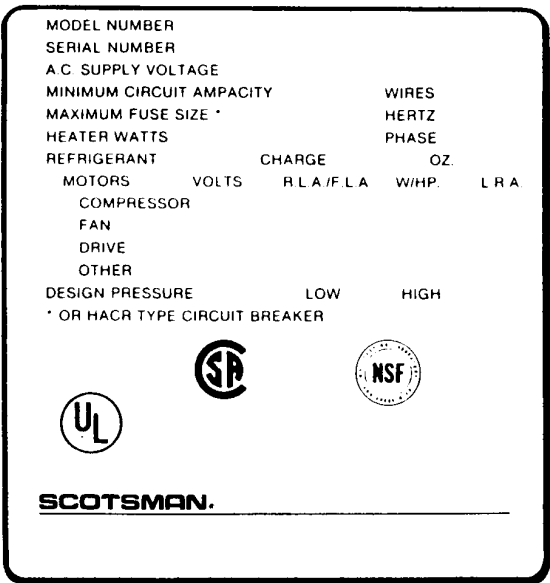 MODEL NUMBER
SERIAL NUMBER
A.C. SUPPLY VOLTAGE
MINIMUM CIRCUIT AMPACITY WIRES
MAXIMUM FUSE SIZE * HERTZ
HEATER WATTS PHASE
REFRIGERANT CHARGE OZ.
MOTORS VOLTS R.L.A./F.L.A W/HP. L R A.
COMPRESSOR
FAN
DRIVE
OTHER
DESIGN PRESSURE LOW HIGH
* OR HACR TYPE CIRCUIT BREAKER
SA NSF
UL
SCOTSMAN.